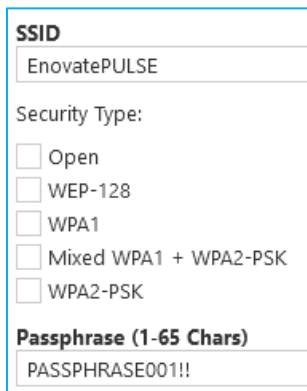 SSID
EnovatePULSE
Security Type:
Open
WEP-128
WPA1
Mixed WPA1 + WPA2-PSK
WPA2-PSK
Passphrase (1-65 Chars)
PASSPHRASE001!!